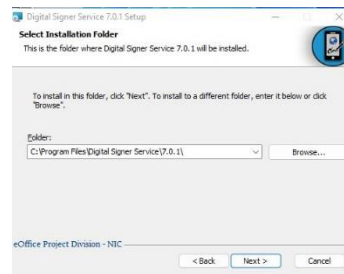 Digital Signer Service 7.0.1 Setup
Select Installation Folder
This is the folder where Digital Signer Service 7.0.1 will be installed.
To install in this folder, click "Next". To install to a different folder, enter it below or click
"Browse".
Folder:
C:\Program Files\Digital Signer Service\7.0.1\
Browse...
eOffice Project Division - NIC
< Back
Next >
Cancel